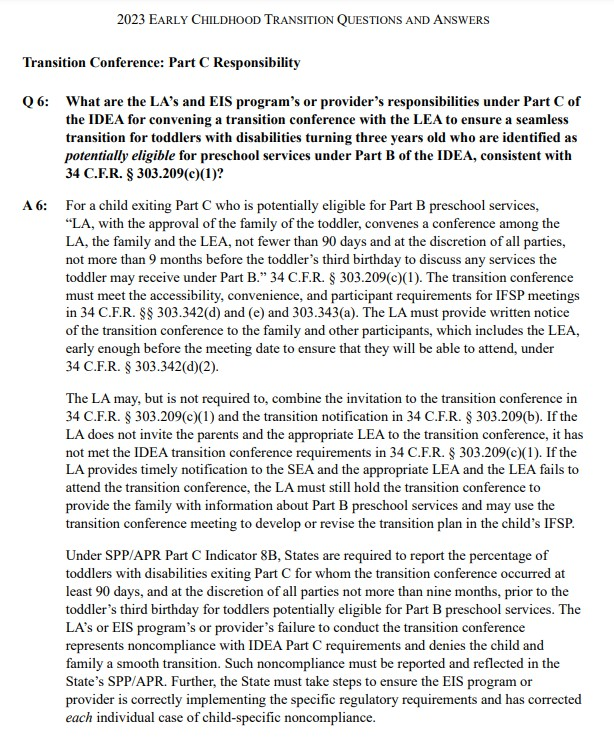 2023 EARLY CHILDHOOD TRANSITION QUESTIONS AND ANSWERS
Transition Conference: Part C Responsibility
Q 6: What are the LA's and EIS program's or provider's responsibilities under Part C of
the IDEA for convening a transition conference with the LEA to ensure a seamless
transition for toddlers with disabilities turning three years old who are identified as
potentially eligible for preschool services under Part B of the IDEA, consistent with
34 C.F.R. § 303.209(c)(1)?
A 6: For a child exiting Part C who is potentially eligible for Part B preschool services,
“LA, with the approval of the family of the toddler, convenes a conference among the
LA, the family and the LEA, not fewer than 90 days and at the discretion of all parties,
not more than 9 months before the toddler's third birthday to discuss any services the
toddler may receive under Part B.” 34 C.F.R. § 303.209(c)(1). The transition conference
must meet the accessibility, convenience, and participant requirements for IFSP meetings
in 34 C.F.R. §§ 303.342(d) and (e) and 303.343(a). The LA must provide written notice
of the transition conference to the family and other participants, which includes the LEA,
early enough before the meeting date to ensure that they will be able to attend, under
34 C.F.R. § 303.342(d)(2).
The LA may, but is not required to, combine the invitation to the transition conference in
34 C.F.R. § 303.209(c)(1) and the transition notification in 34 C.F.R. § 303.209(b). If the
LA does not invite the parents and the appropriate LEA to the transition conference, it has
not met the IDEA transition conference requirements in 34 C.F.R. § 303.209(c)(1). If the
LA provides timely notification to the SEA and the appropriate LEA and the LEA fails to
attend the transition conference, the LA must still hold the transition conference to
provide the family with information about Part B preschool services and may use the
transition conference meeting to develop or revise the transition plan in the child's IFSP.
Under SPP/APR Part C Indicator 8B, States are required to report the percentage of
toddlers with disabilities exiting Part C for whom the transition conference occurred at
least 90 days, and at the discretion of all parties not more than nine months, prior to the
toddler's third birthday for toddlers potentially eligible for Part B preschool services. The
LA's or EIS program's or provider's failure to conduct the transition conference
represents noncompliance with IDEA Part C requirements and denies the child and
family a smooth transition. Such noncompliance must be reported and reflected in the
State's SPP/APR. Further, the State must take steps to ensure the EIS program or
provider is correctly implementing the specific regulatory requirements and has corrected
each individual case of child-specific noncompliance.